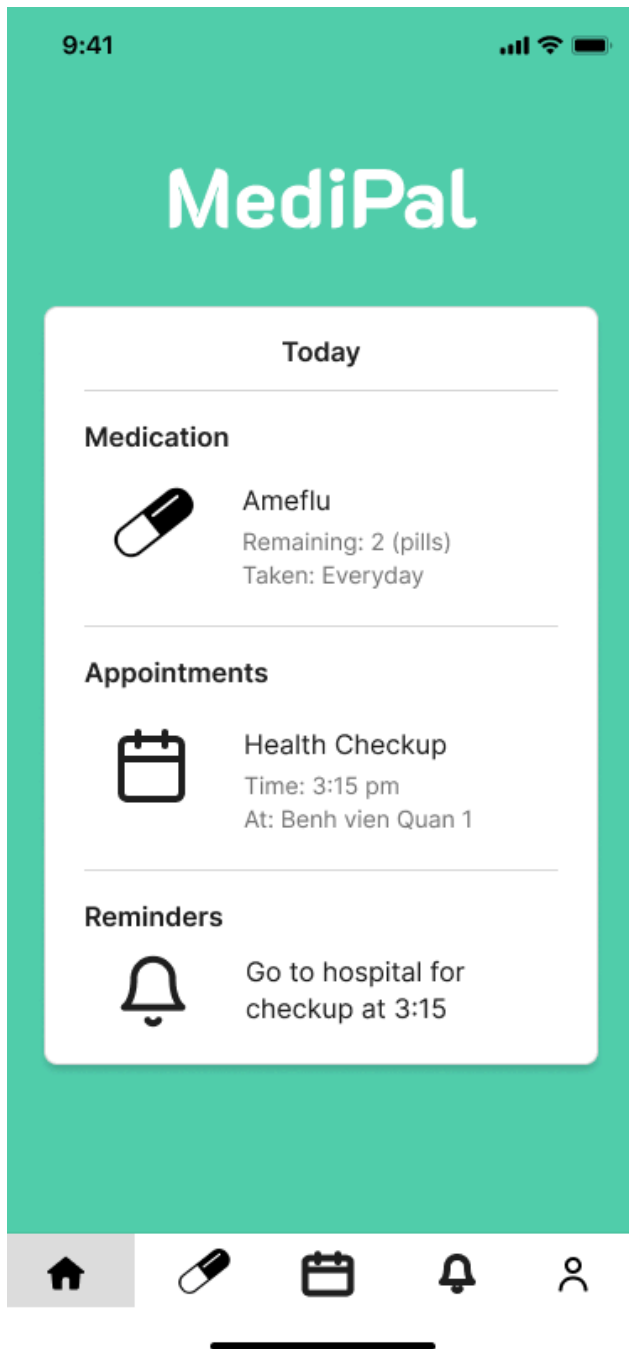 9:41
MediPal
Today
Medication
Ameflu
Remaining: 2 (pills)
Taken: Everyday
Appointments
Health Checkup
Time: 3:15 pm
At: Benh vien Quan 1
Reminders
Go to hospital for
checkup at 3:15